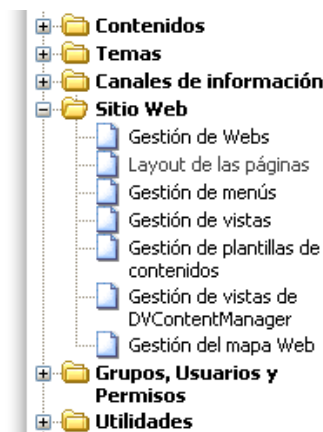 Contenidos
Temas
Canales de información
Sitio Web
Gestión de Webs
Layout de las páginas
Gestión de menús
Gestión de vistas
Gestión de plantillas de
contenidos
Gestión de vistas de
DVContentManager
Gestión del mapa Web
Grupos, Usuarios y
Permisos
Utilidades